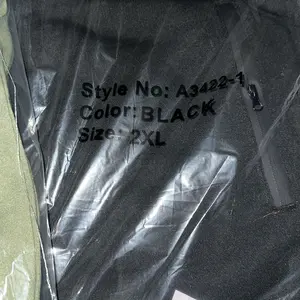 Style No: A3422-1
Color: BLACK
Size: 2XL